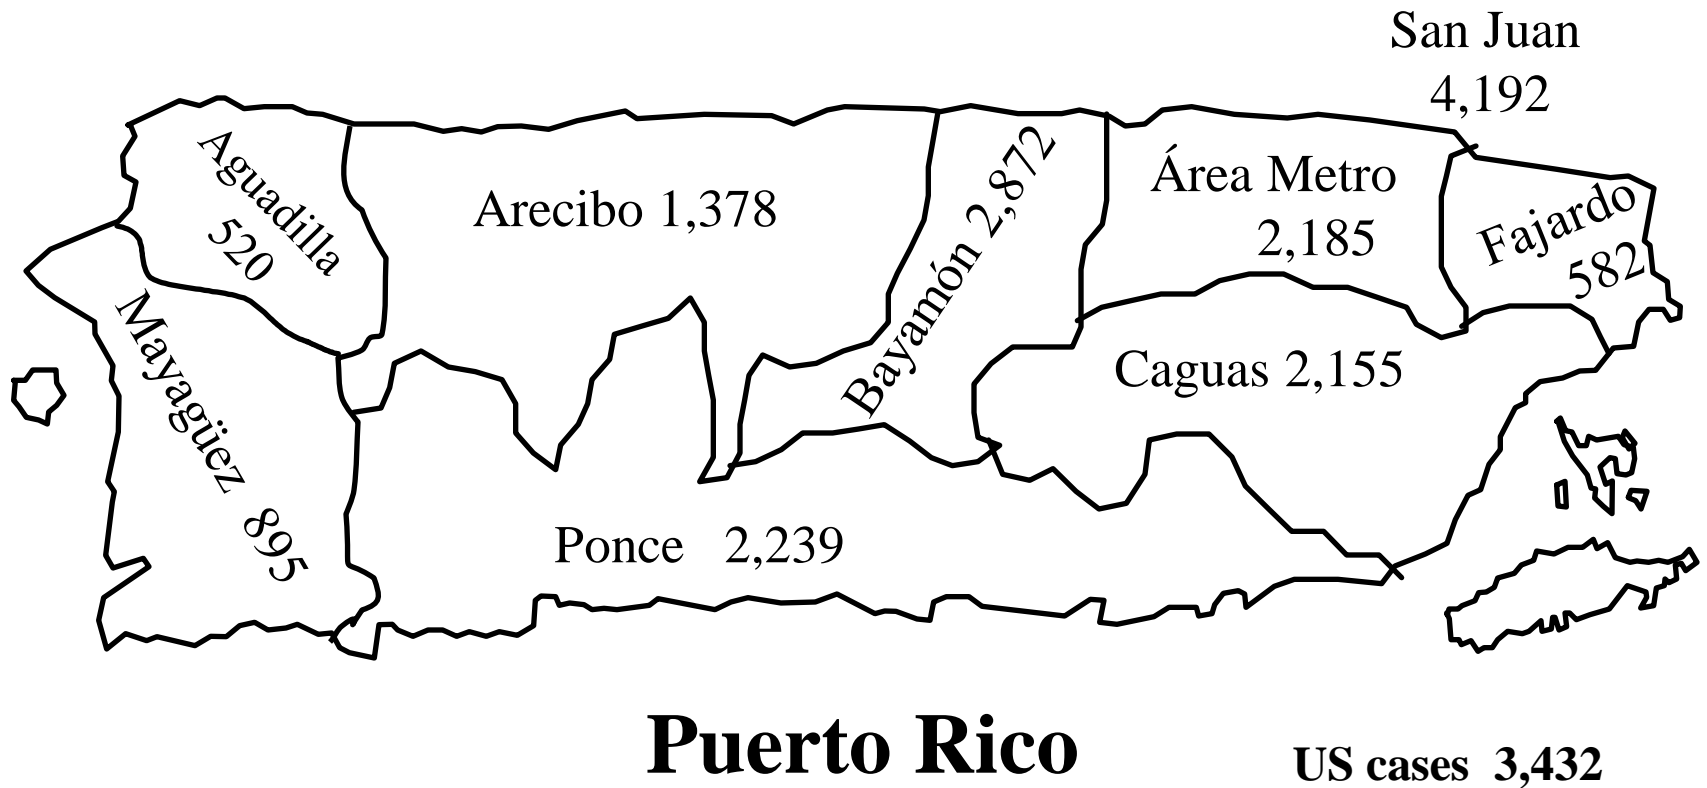 San Juan
4,192
Aguadilla
520
Arecibo 1,378
Bayamón 2,872
Área Metro
2,185
Fajardo
582
Mayagüez 895
Caguas 2,155
Ponce 2,239
Puerto Rico
US cases 3,432